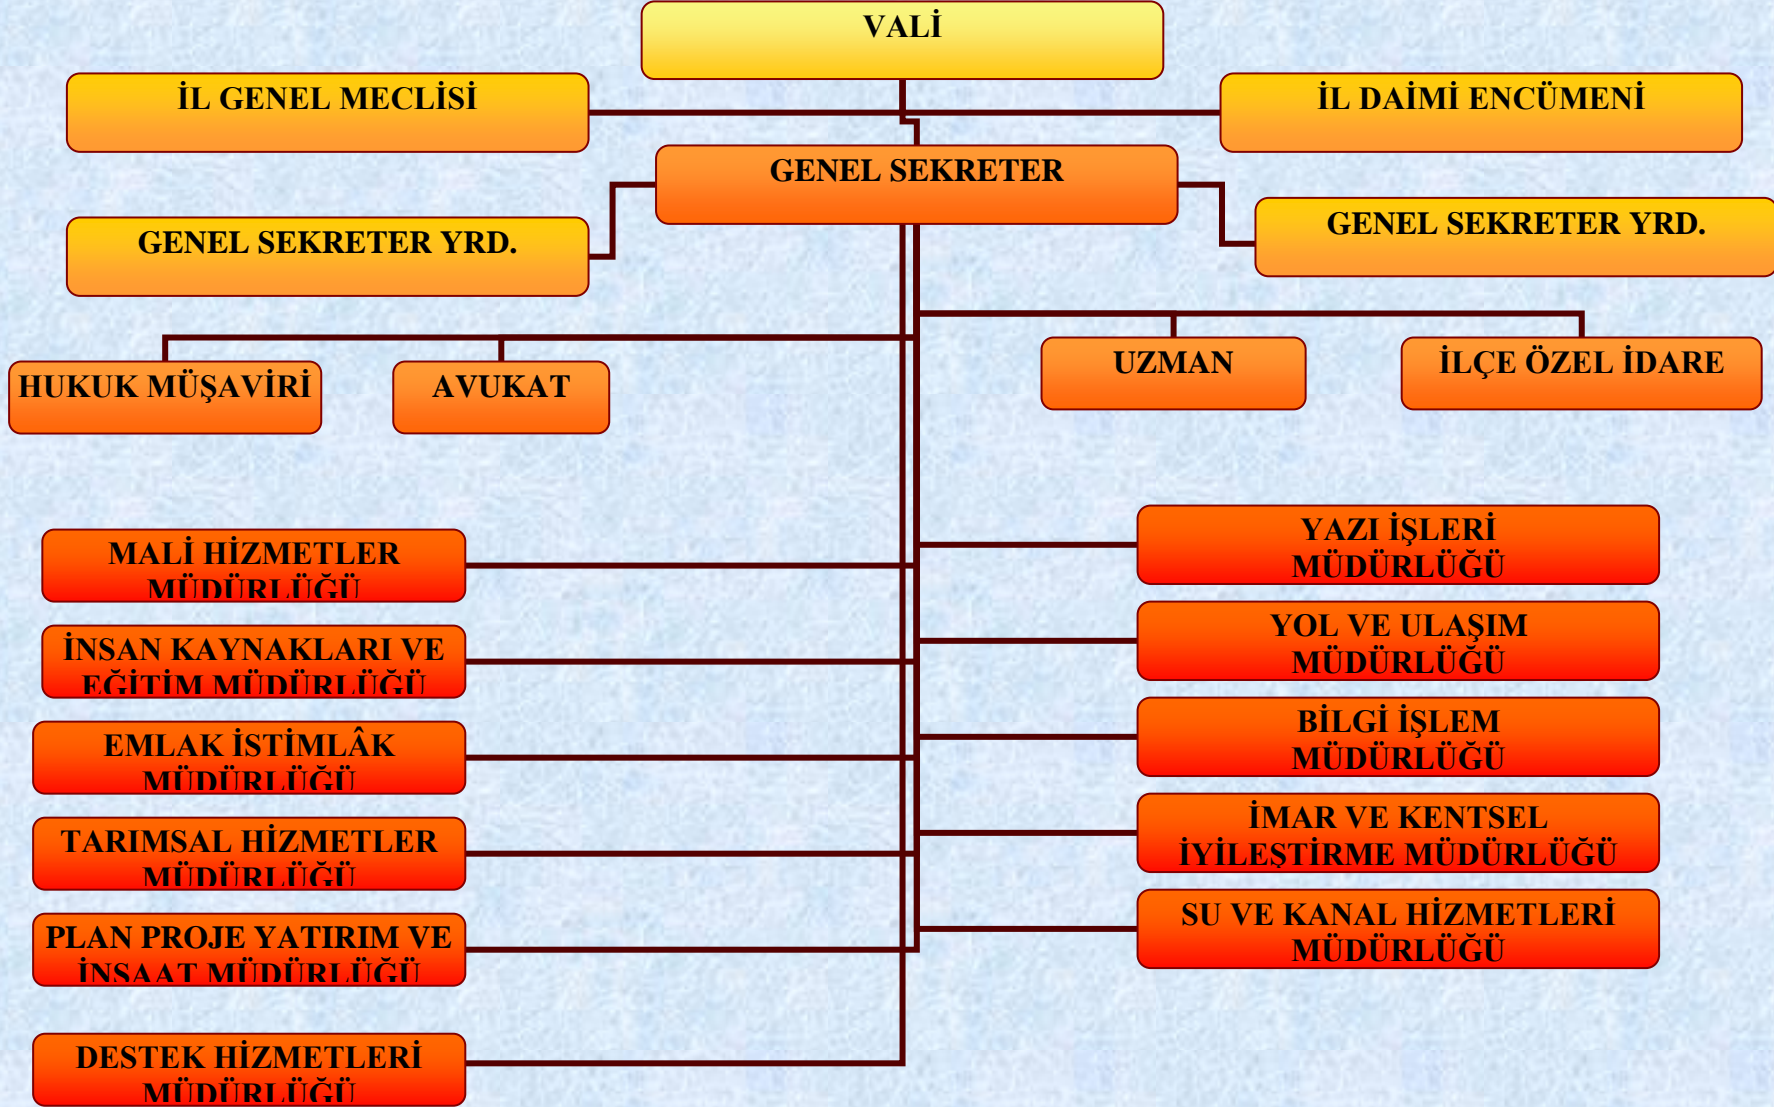 VALİ
İL GENEL MECLİSİ
İL DAİMİ ENCÜMENİ
GENEL SEKRETER
GENEL SEKRETER YRD.
GENEL SEKRETER YRD.
HUKUK MÜŞAVİRİ
AVUKAT
UZMAN
İLÇE ÖZEL İDARE
MALİ HİZMETLER
MÜDÜRLÜĞÜ
İNSAN KAYNAKLARI VE
EĞİTİM MÜDÜRLÜĞÜ
EMLAK İSTİMLÂK
MÜDÜRLÜĞÜ
TARIMSAL HİZMETLER
MÜDÜRLÜĞÜ
PLAN PROJE YATIRIM VE
İNŞAAT MÜDÜRLÜĞÜ
DESTEK HİZMETLERİ
MÜDÜRLÜĞÜ
YAZI İŞLERİ
MÜDÜRLÜĞÜ
YOL VE ULAŞIM
MÜDÜRLÜĞÜ
BİLGİ İŞLEM
MÜDÜRLÜĞÜ
İMAR VE KENTSEL
İYİLEŞTİRME MÜDÜRLÜĞÜ
SU VE KANAL HİZMETLERİ
MÜDÜRLÜĞÜ